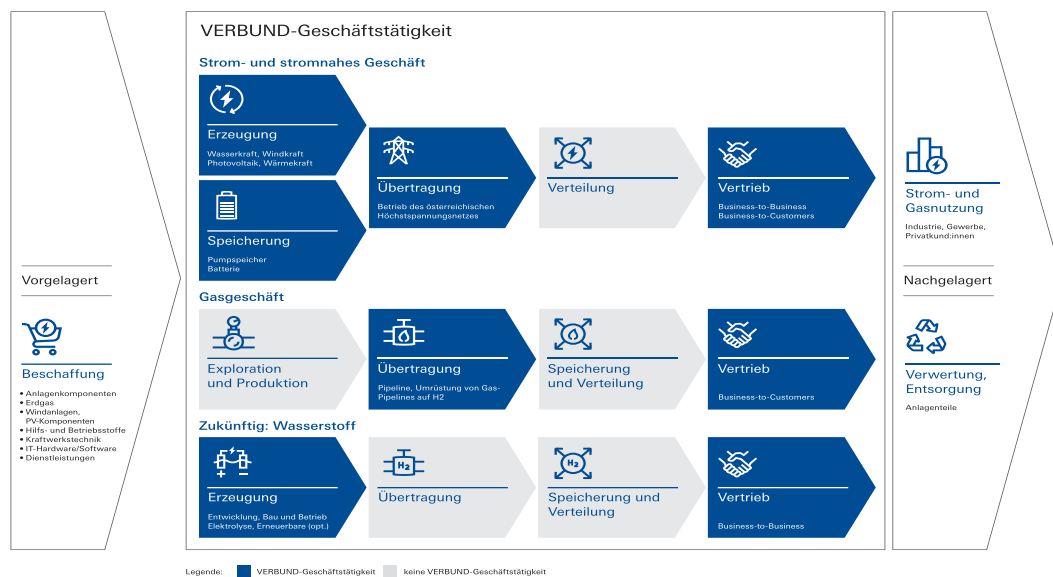 VERBUND-Geschäftstätigkeit
Strom- und stromnahes Geschäft
Erzeugung
Wasserkraft, Windkraft
Photovoltaik, Wärmekraft
Speicherung
Pumpspeicher
Batterie
Übertragung
Betrieb des österreichischen
Höchstspannungsnetzes
Verteilung
Vertrieb
Business-to-Business
Business-to-Customers
Gasgeschäft
Exploration
und Produktion
Übertragung
Pipeline, Umrüstung von Gas-
Pipelines auf H2
Speicherung
und Verteilung
Vertrieb
Business-to-Customers
Zukünftig: Wasserstoff
Erzeugung
Entwicklung, Bau und Betrieb
Elektrolyse, Erneuerbare (opt.)
H2
Übertragung
H2
Speicherung und
Verteilung
Vertrieb
Business-to-Business
Vorgelagert
Beschaffung
• Anlagenkomponenten
• Erdgas
• Windanlagen,
PV-Komponenten
• Hilfs- und Betriebsstoffe
• Kraftwerkstechnik
• IT-Hardware/Software
• Dienstleistungen
Strom- und
Gasnutzung
Industrie, Gewerbe,
Privatkund:innen
Nachgelagert
Verwertung,
Entsorgung
Anlagenteile
Legende: VERBUND-Geschäftstätigkeit keine VERBUND-Geschäftstätigkeit